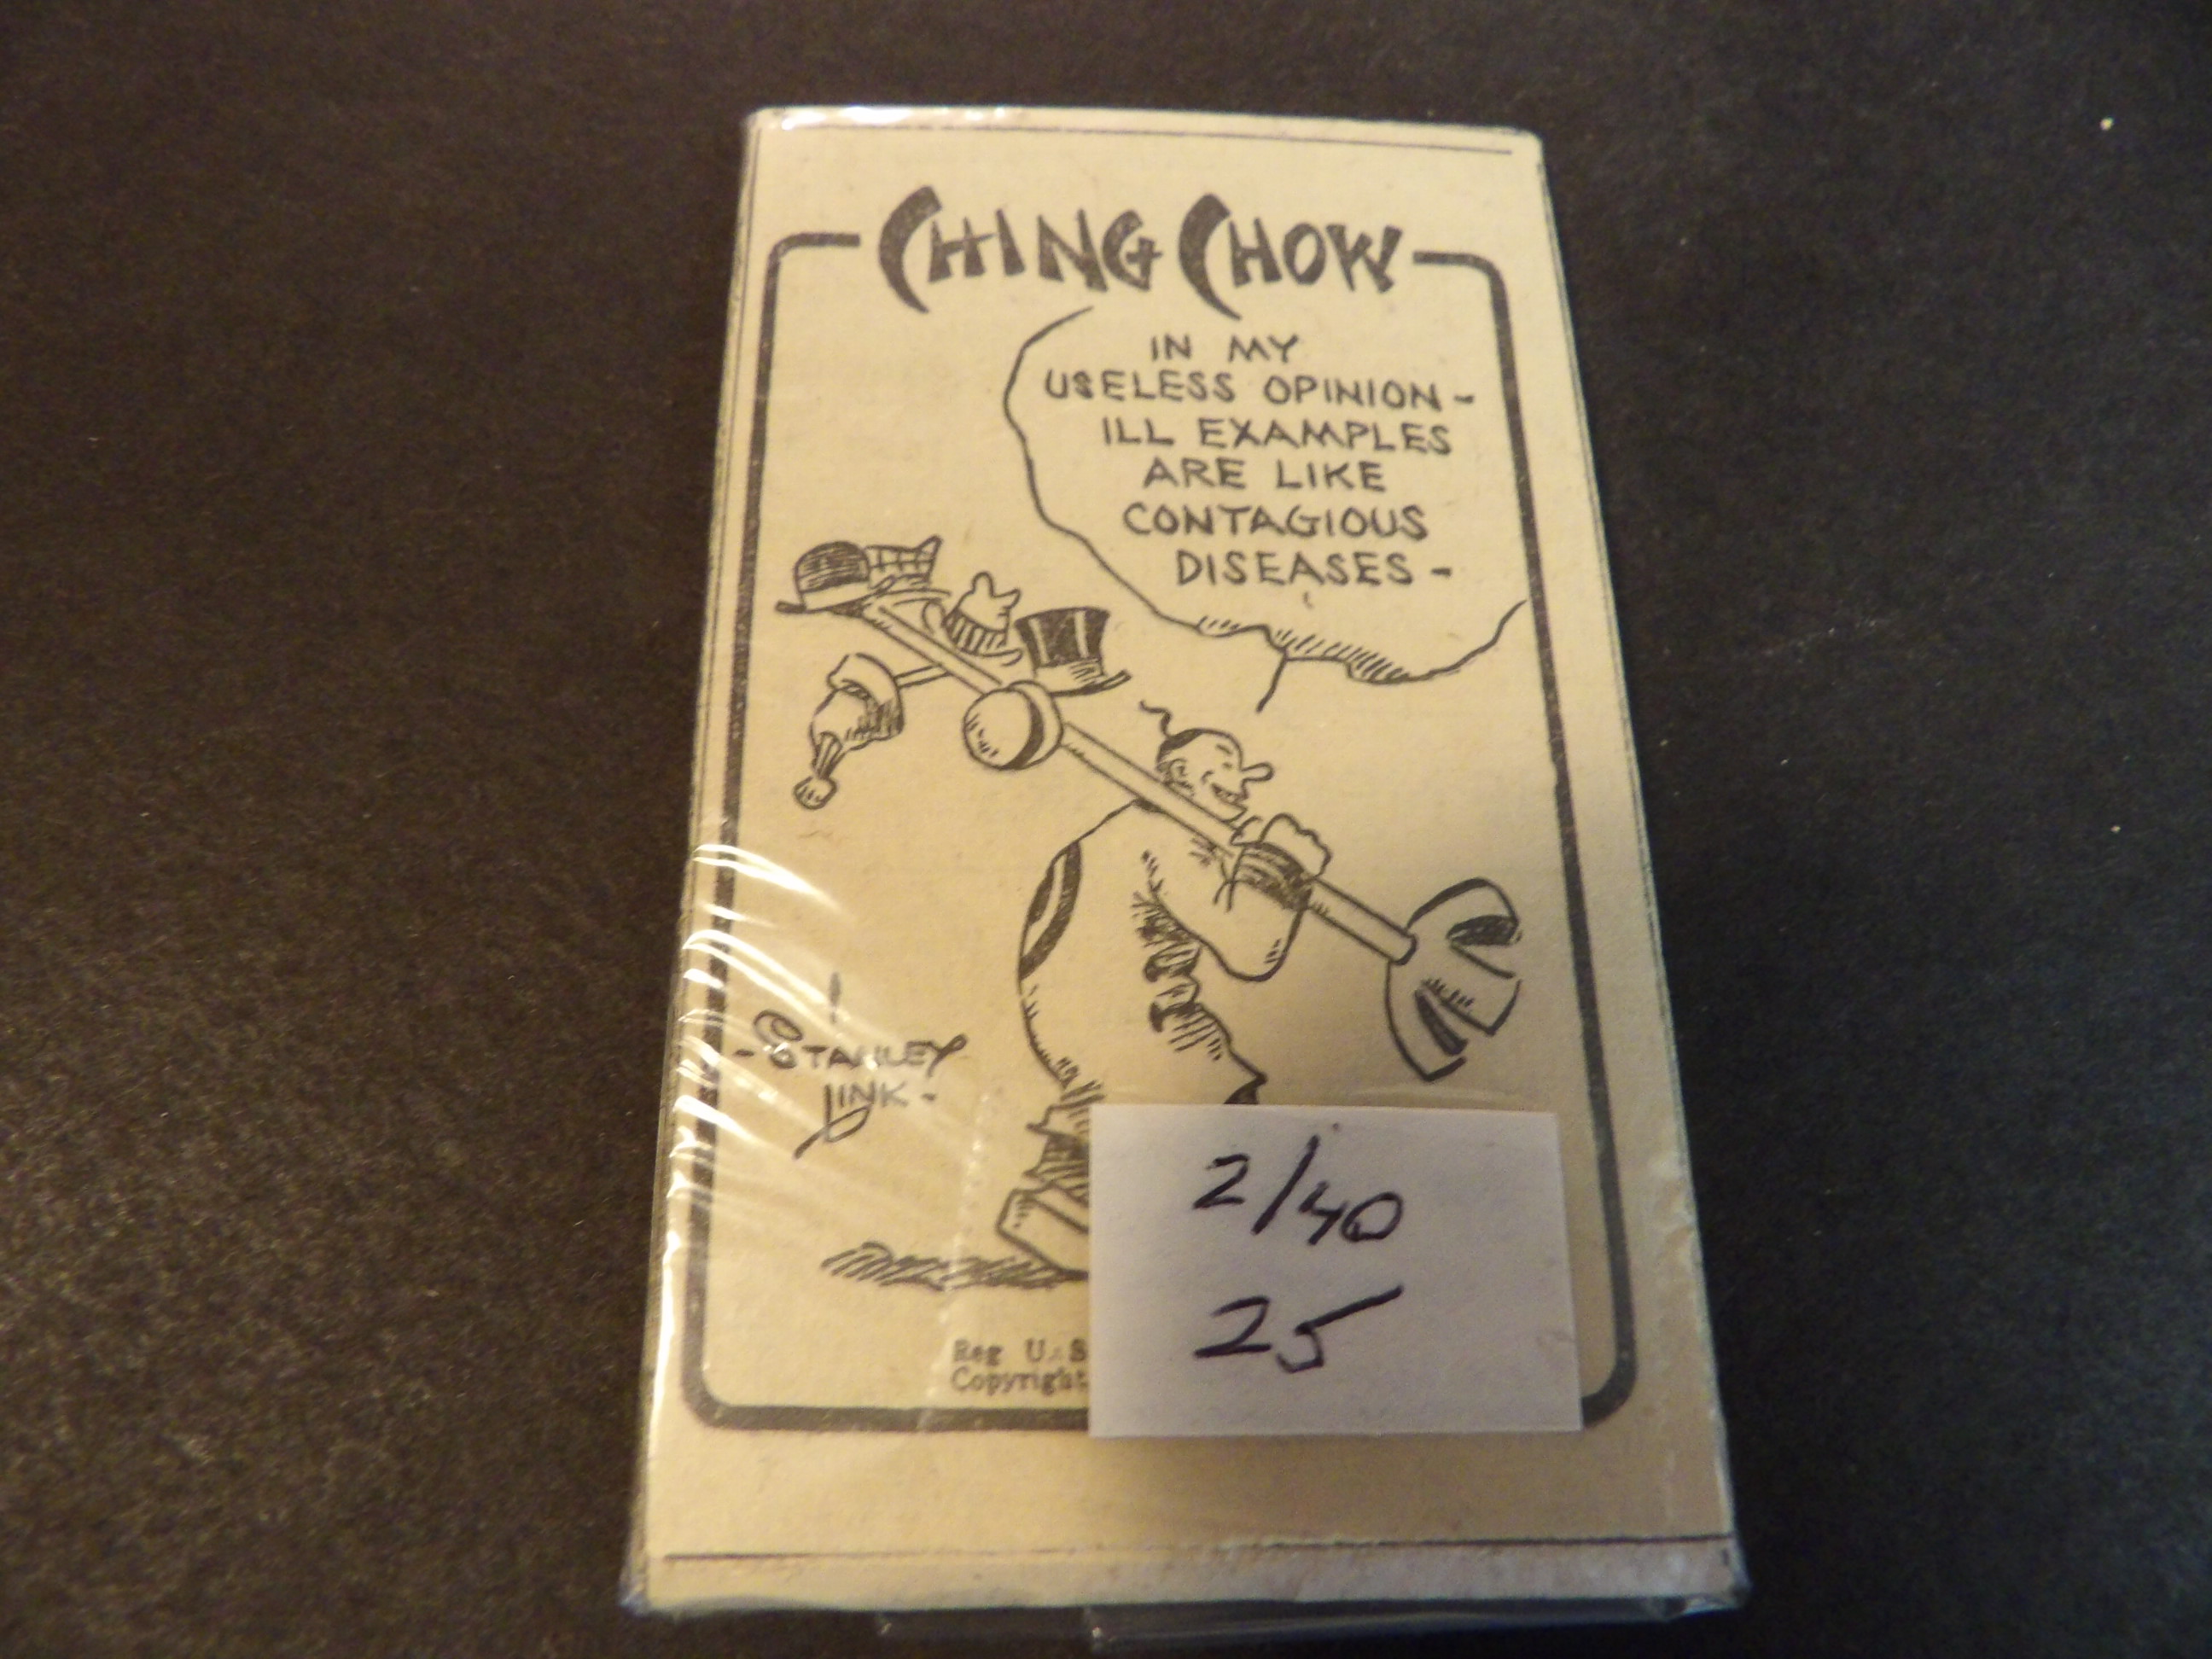 CHING CHOW
IN MY
USELESS OPINION -
ILL EXAMPLES
ARE LIKE
CONTAGIOUS
DISEASES -
- STANLEY
LINK -
2/40
25
Reg U. S
Copyright